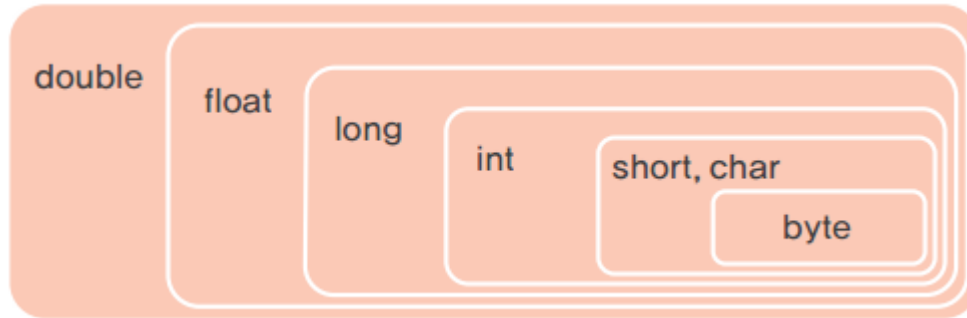 double
float
long
int
short, char
byte